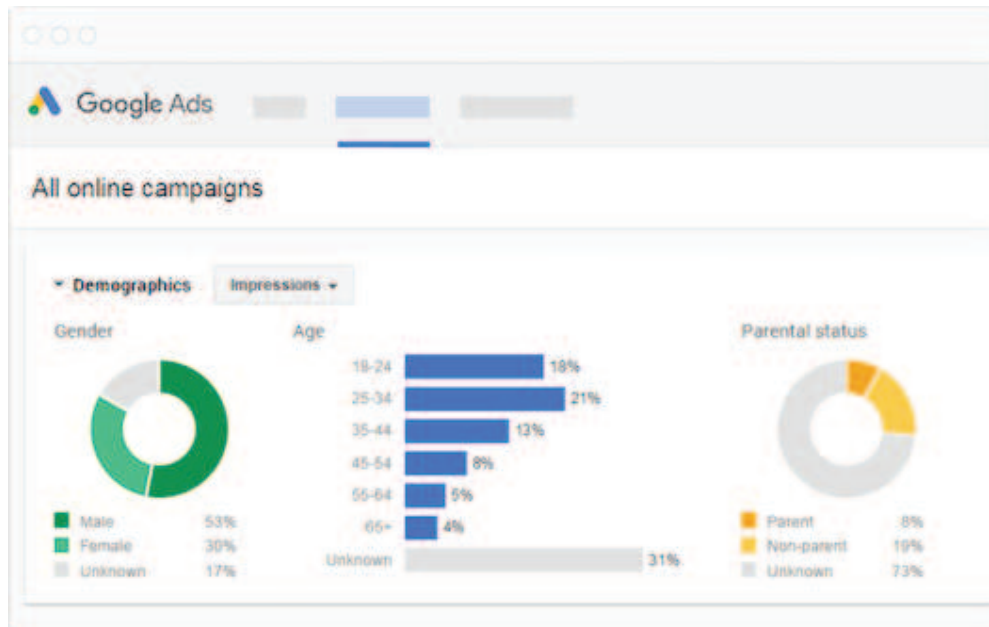 Google Ads
All online campaigns
Demographics
Impressions
Gender
Age
Parental status
18-24
18%
25-34
21%
35-44
13%
45-54
8%
55-64
5%
65+
4%
Unknown
31%
Male 53%
Female 30%
Unknown 17%
Parent 8%
Non-parent 19%
Unknown 73%